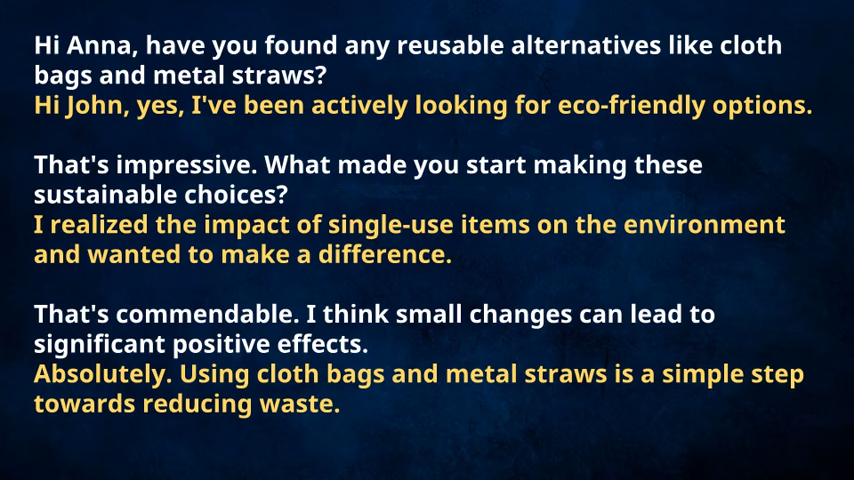 Hi Anna, have you found any reusable alternatives like cloth
bags and metal straws?
Hi John, yes, I've been actively looking for eco-friendly options.
That's impressive. What made you start making these
sustainable choices?
I realized the impact of single-use items on the environment
and wanted to make a difference.
That's commendable. I think small changes can lead to
significant positive effects.
Absolutely. Using cloth bags and metal straws is a simple step
towards reducing waste.